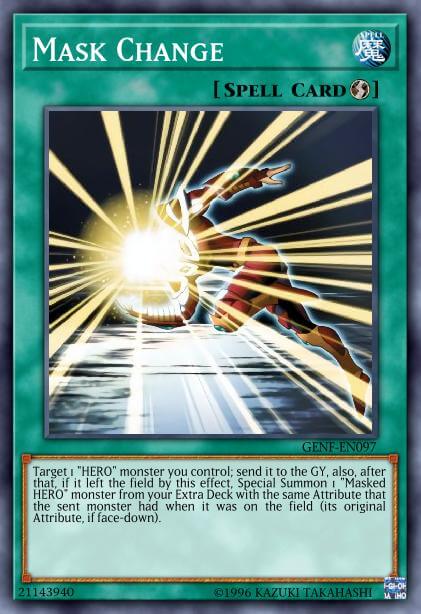 MASK CHANGE
SPELL
魔
[SPELL CARD]
GENF-EN097
Target 1 "HERO" monster you control; send it to the GY, also, after
that, if it left the field by this effect, Special Summon 1 "Masked
HERO" monster from your Extra Deck with the same Attribute that
the sent monster had when it was on the field (its original
Attribute, if face-down).
21143940
©1996 KAZUKI TAKAHASHI